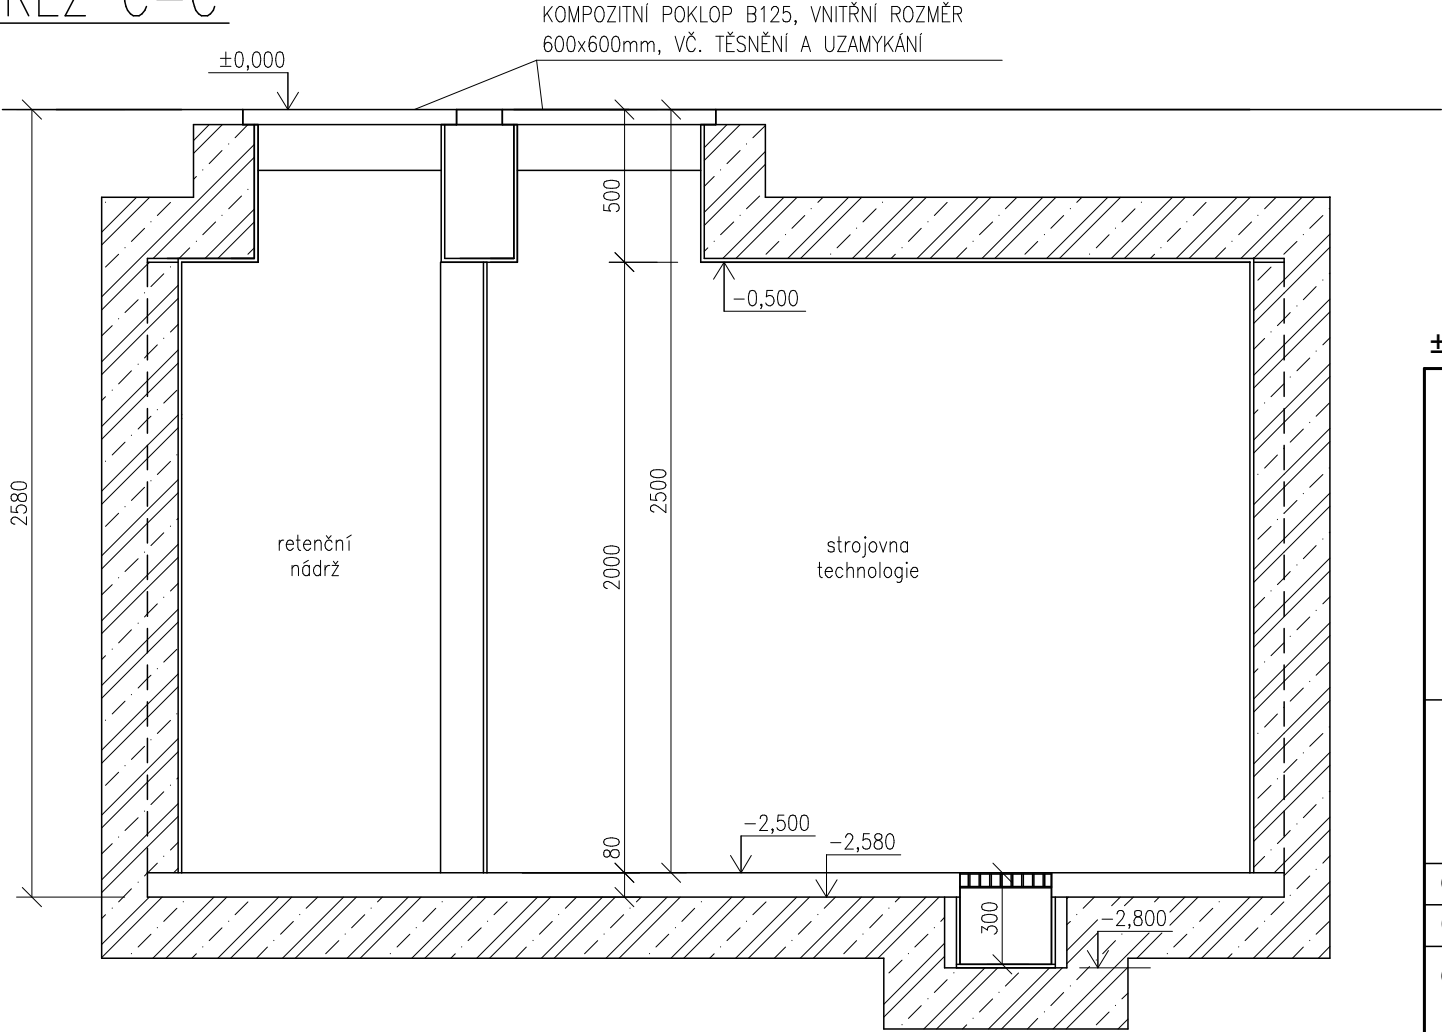 ŘEZ C-C
KOMPOZITNÍ POKLOP B125, VNITŘNÍ ROZMĚR
600x600mm, VČ. TĚSNĚNÍ A UZAMYKÁNÍ
±0,000
500
-0,500
±
2580
2500
2000
retenční
nádrž
strojovna
technologie
80
-2,500
-2,580
300
-2,800